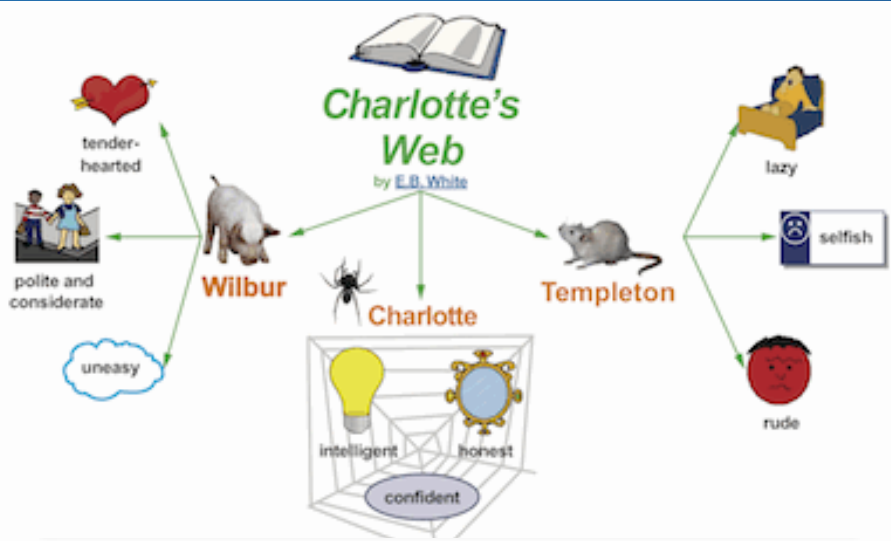 Charlotte's
Web
by E.B. White
tender-
hearted
polite and
considerate
uneasy
Wilbur
Charlotte
intelligent
honest
confident
Templeton
lazy
selfish
rude